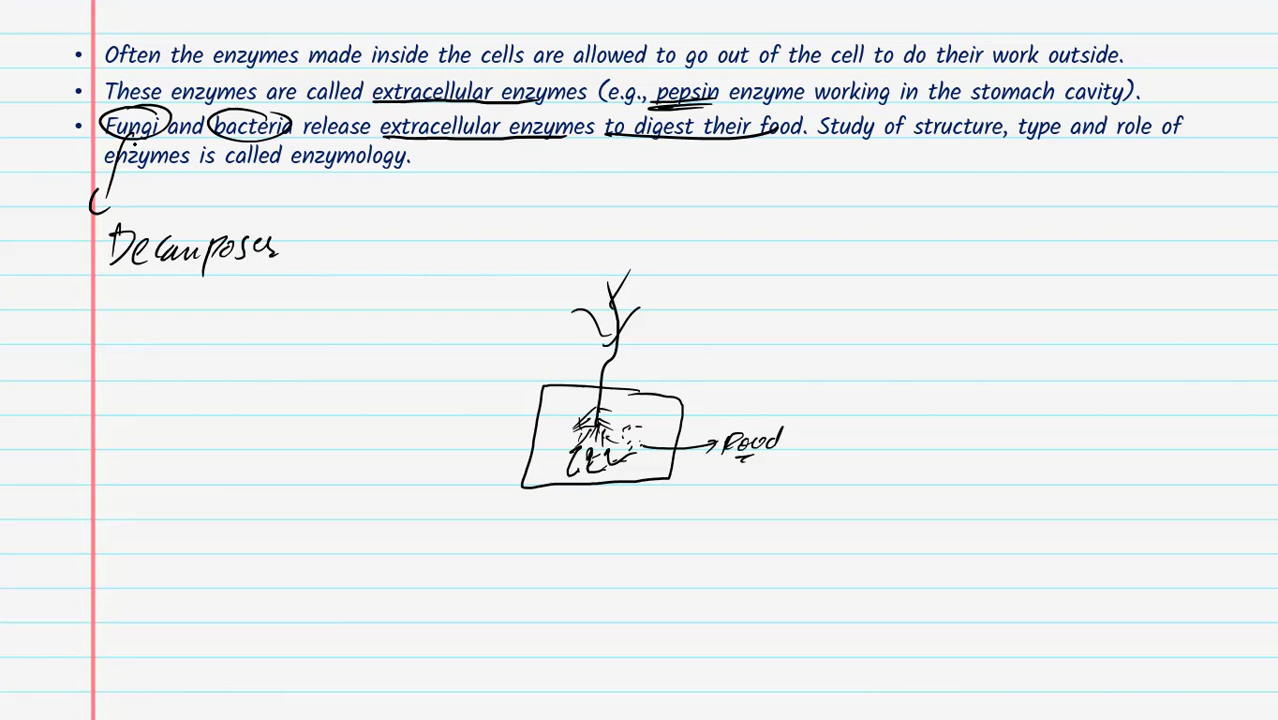 • Often the enzymes made inside the cells are allowed to go out of the cell to do their work outside.
• These enzymes are called extracellular enzymes (e.g., pepsin enzyme working in the stomach cavity).
• Fungi and bacteria release extracellular enzymes to digest their food. Study of structure, type and role of
enzymes is called enzymology.
Decomposer
Food